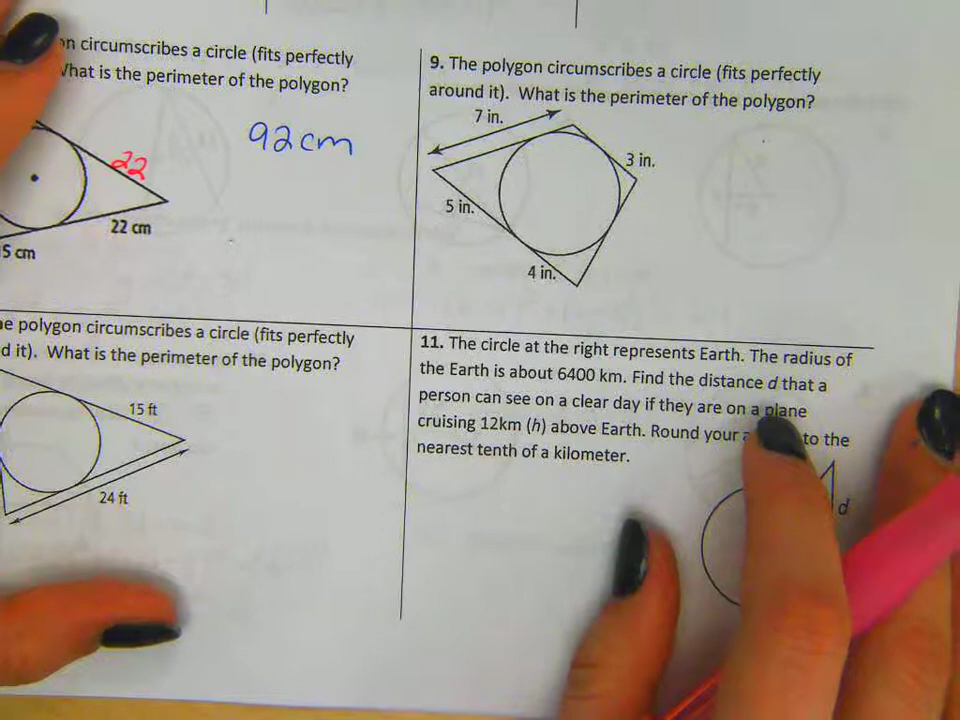 on circumscribes a circle (fits perfectly
What is the perimeter of the polygon?
92cm
22
22 cm
5 cm
9. The polygon circumscribes a circle (fits perfectly
around it). What is the perimeter of the polygon?
7 in.
3 in.
5 in.
4 in.
e polygon circumscribes a circle (fits perfectly
d it). What is the perimeter of the polygon?
15 ft
24 ft
11. The circle at the right represents Earth. The radius of
the Earth is about 6400 km. Find the distance d that a
person can see on a clear day if they are on a plane
cruising 12km (h) above Earth. Round your to the
nearest tenth of a kilometer.
d